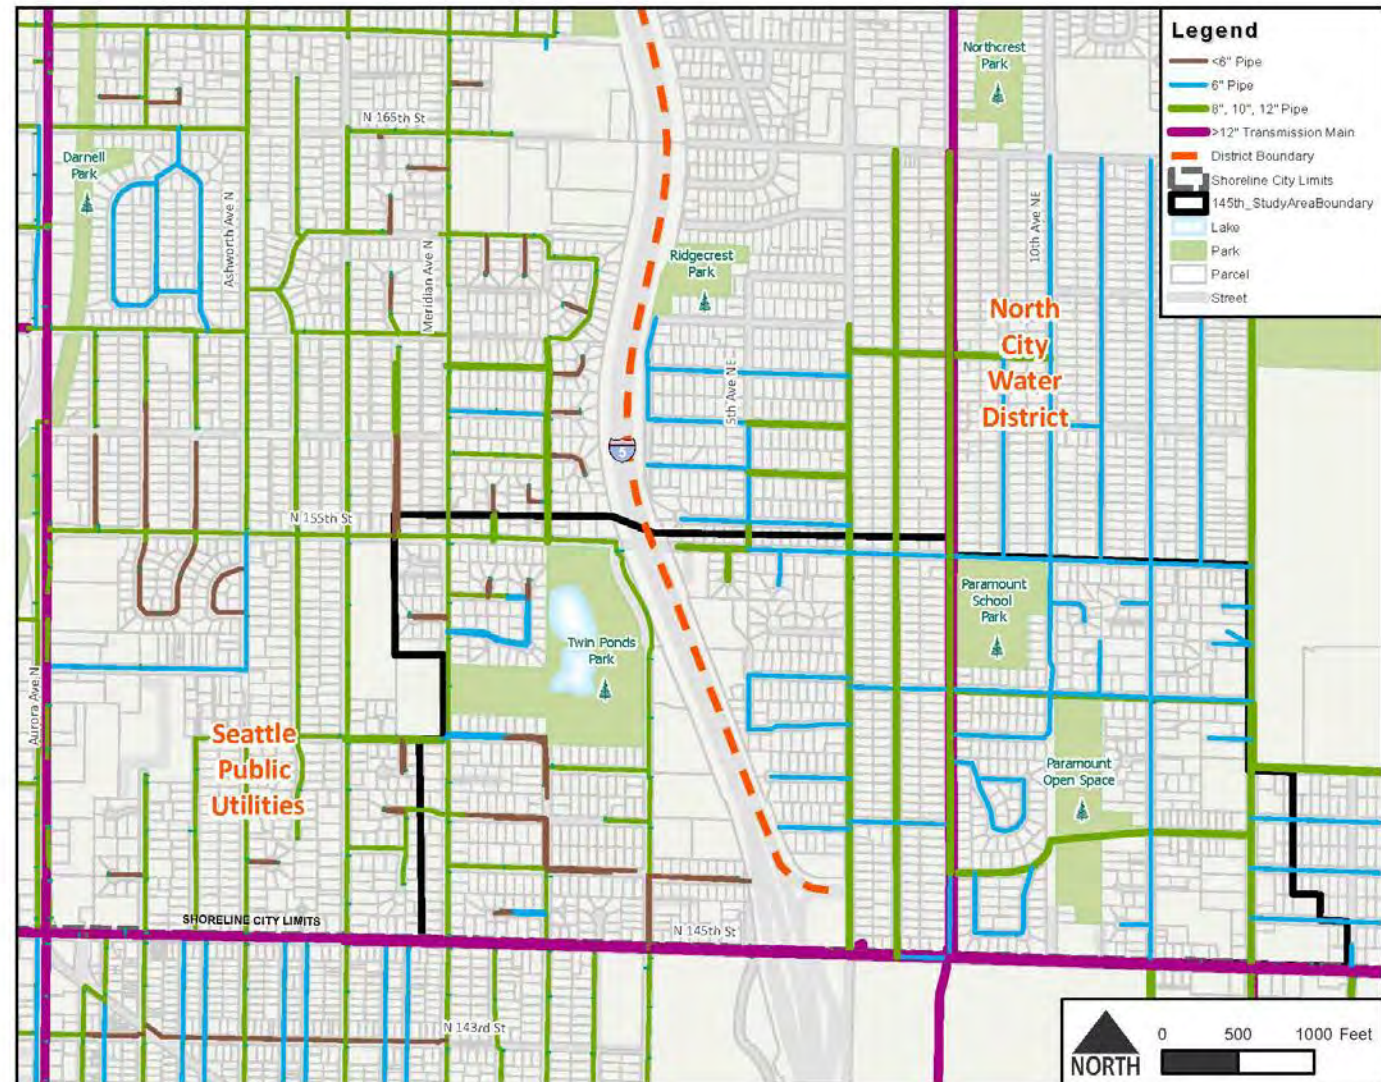 Legend
<6" Pipe
6" Pipe
8", 10", 12" Pipe
>12" Transmission Main
District Boundary
Shoreline City Limits
145th_StudyAreaBoundary
Lake
Park
Parcel
Street
Northcrest
Park
N 165th St
Darnell
Park
Ashworth Ave N
Meridian Ave N
10th Ave NE
Ridgecrest
Park
North
City
Water
District
5th Ave NE
5
N 155th St
Paramount
School
Park
Twin Ponds
Park
Aurora Ave N
Seattle
Public
Utilities
Paramount
Open Space
SHORELINE CITY LIMITS
N 145th St
N 143rd St
NORTH
0 500 1000 Feet